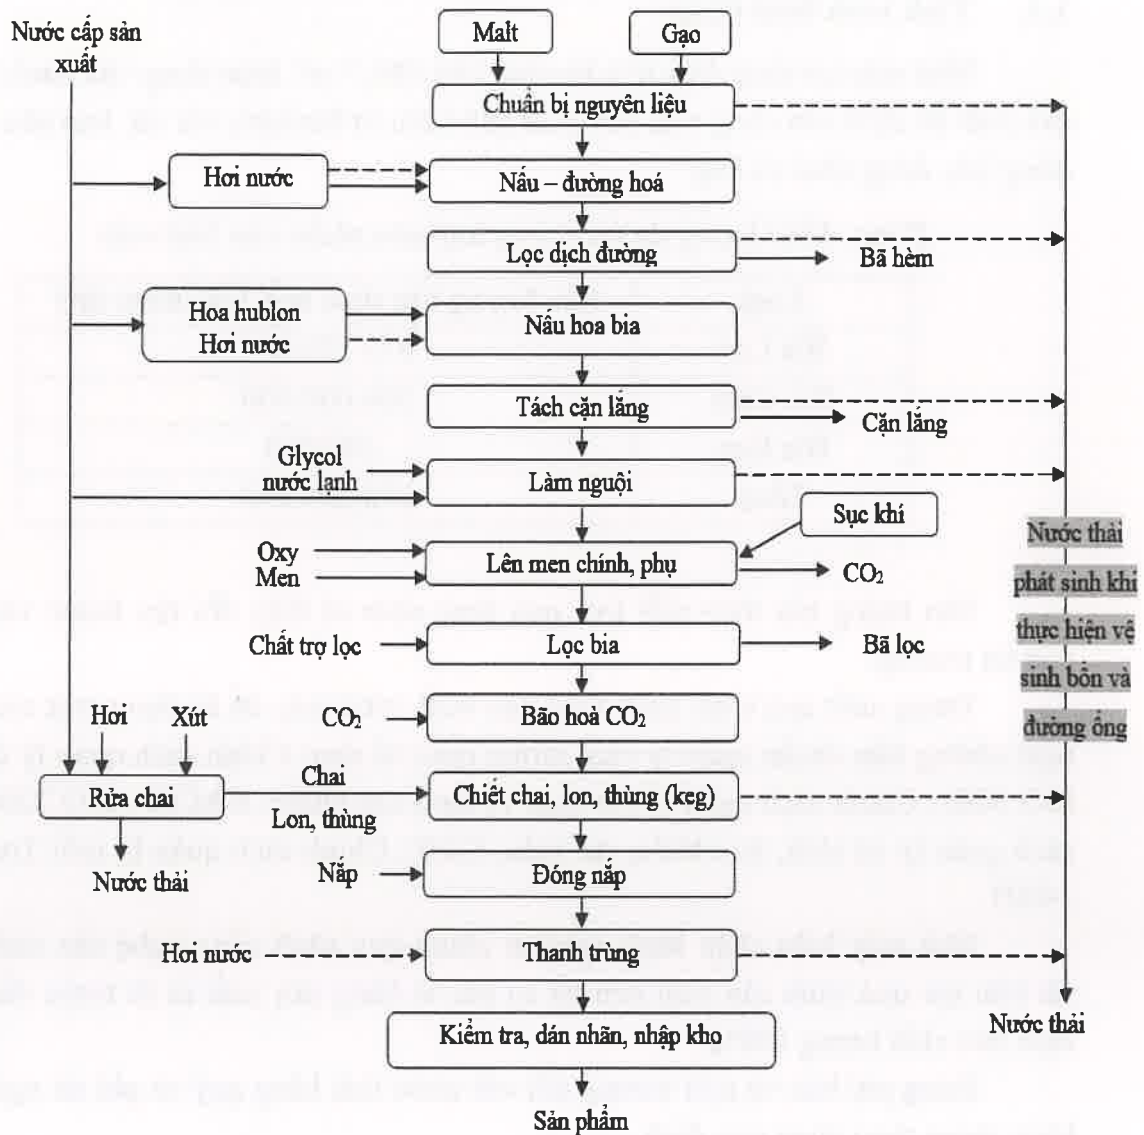 Nước cấp sản
xuất
Malt
Gạo
Chuẩn bị nguyên liệu
Hơi nước
Nấu – đường hoá
Lọc dịch đường
Bã hèm
Hoa hublon
Hơi nước
Nấu hoa bia
Tách cặn lắng
Cặn lắng
Glycol
nước lạnh
Làm nguội
Sục khí
Oxy
Men
Lên men chính, phụ
CO₂
Nước thải
phát sinh khi
thực hiện vệ
sinh bồn và
đường ống
Chất trợ lọc
Lọc bia
Bã lọc
Hơi
Xút
CO₂
Bão hoà CO₂
Rửa chai
Chai
Lon, thùng
Chiết chai, lon, thùng (keg)
Nước thải
Nắp
Đóng nắp
Hơi nước
Thanh trùng
Nước thải
Kiểm tra, dán nhãn, nhập kho
Sản phẩm